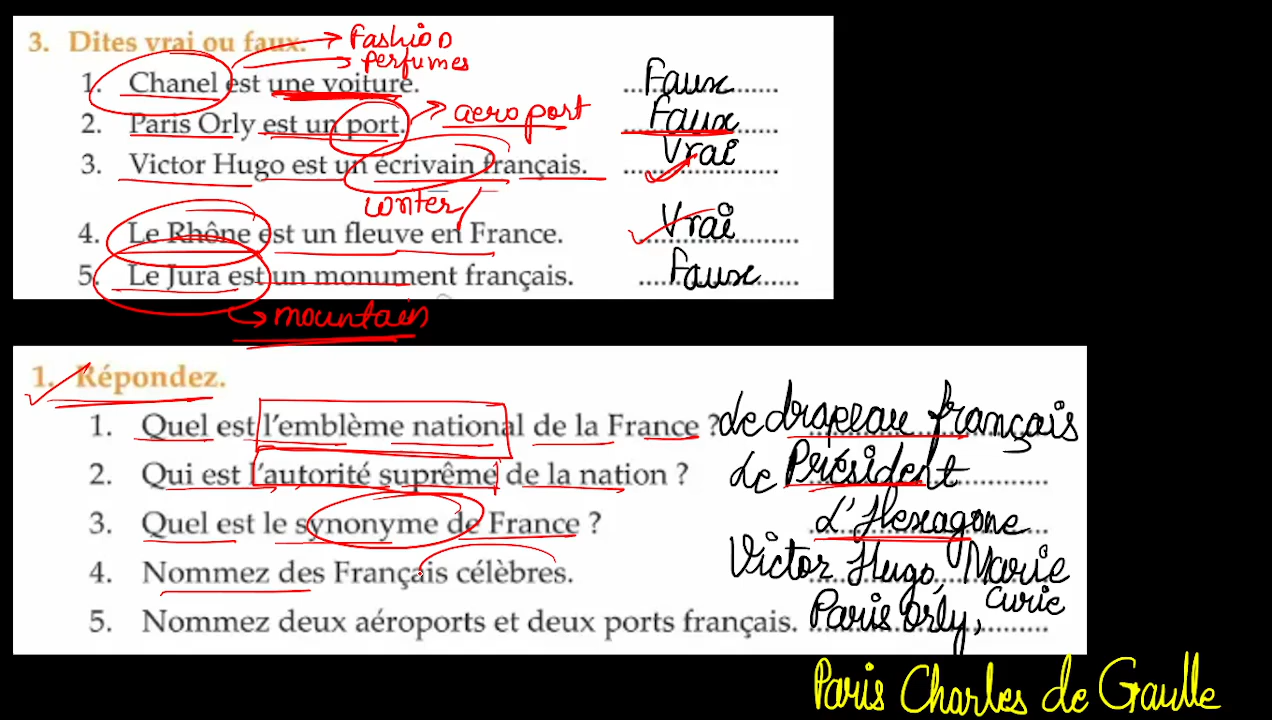 3. Dites vrai ou faux.
Fashion
perfumes
1. Chanel est une voiture. Faux
aeroport
2. Paris Orly est un port. Faux
3. Victor Hugo est un écrivain français. Vrai
writer
4. Le Rhône est un fleuve en France. Vrai
5. Le Jura est un monument français. Faux
mountain
1. Répondez.
1. Quel est l'emblème national de la France ? Le drapeau français
2. Qui est l'autorité suprême de la nation ? Le Président
3. Quel est le synonyme de France ? L'Hexagone
4. Nommez des Français célèbres. Victor Hugo, Marie
Curie
5. Nommez deux aéroports et deux ports français. Paris Orly,
Paris Charles de Gaulle